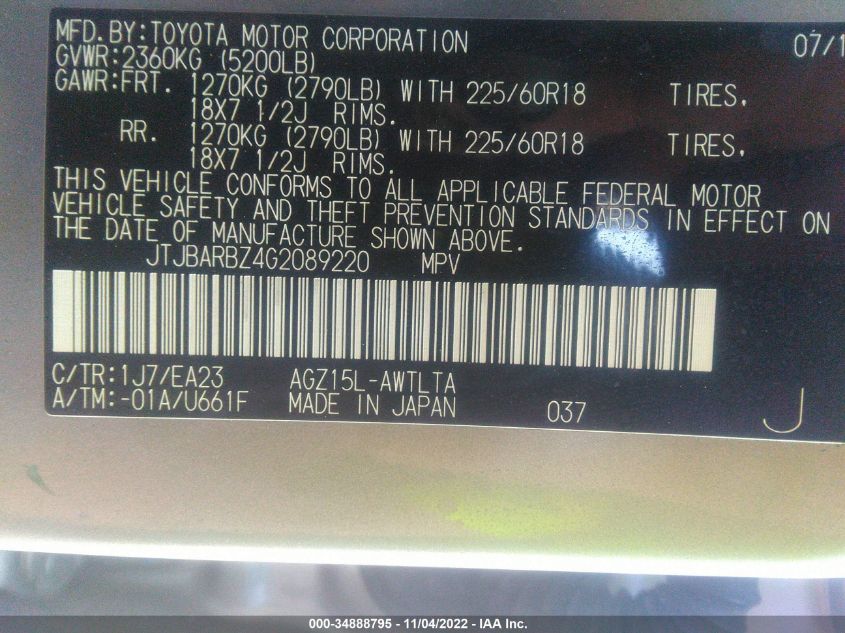 MFD.BY:TOYOTA MOTOR CORPORATION 07/1
GVWR:2360KG (5200LB)
GAWR:FRT. 1270KG (2790LB) WITH 225/60R18 TIRES.
18X7 1/2J RIMS.
RR. 1270KG (2790LB) WITH 225/60R18 TIRES.
18X7 1/2J RIMS.
THIS VEHICLE CONFORMS TO ALL APPLICABLE FEDERAL MOTOR
VEHICLE SAFETY AND THEFT PREVENTION STANDARDS IN EFFECT ON
THE DATE OF MANUFACTURE SHOWN ABOVE.
JTJBARBZ4G2089220 MPV
C/TR:1J7/EA23 AGZ15L-AWTLTA
A/TM:-01A/U661F MADE IN JAPAN 037 J
000-34888795 - 11/04/2022 - IAA Inc.